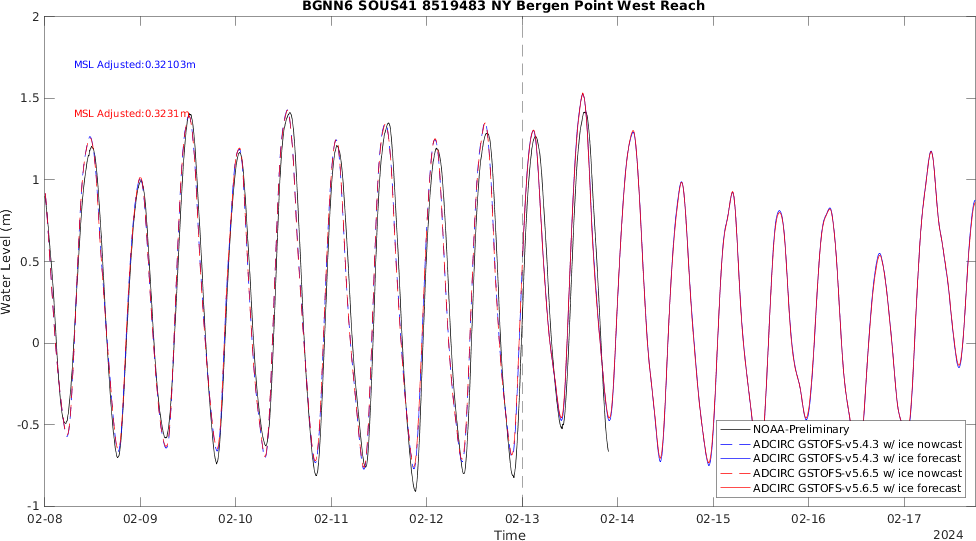 BGNN6 SOUS41 8519483 NY Bergen Point West Reach
2
1.5
1
0.5
0
-0.5
-1
Water Level (m)
MSL Adjusted:0.32103m
MSL Adjusted:0.3231m
NOAA-Preliminary
ADCIRC GSTOFS-v5.4.3 w/ ice nowcast
ADCIRC GSTOFS-v5.4.3 w/ ice forecast
ADCIRC GSTOFS-v5.6.5 w/ ice nowcast
ADCIRC GSTOFS-v5.6.5 w/ ice forecast
02-08 02-09 02-10 02-11 02-12 02-13 02-14 02-15 02-16 02-17
Time
2024